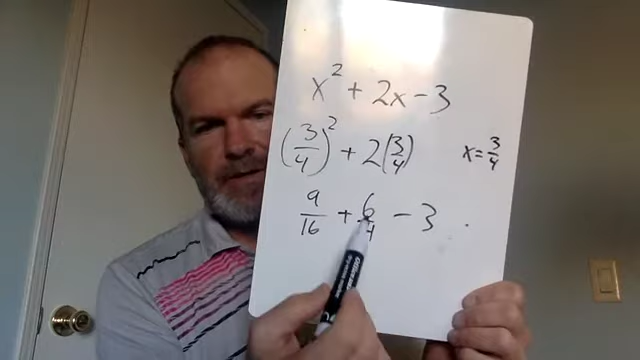 x² + 2x - 3
(3/4)² + 2(3/4)
x = 3/4
9/16 + 6/4 - 3 .